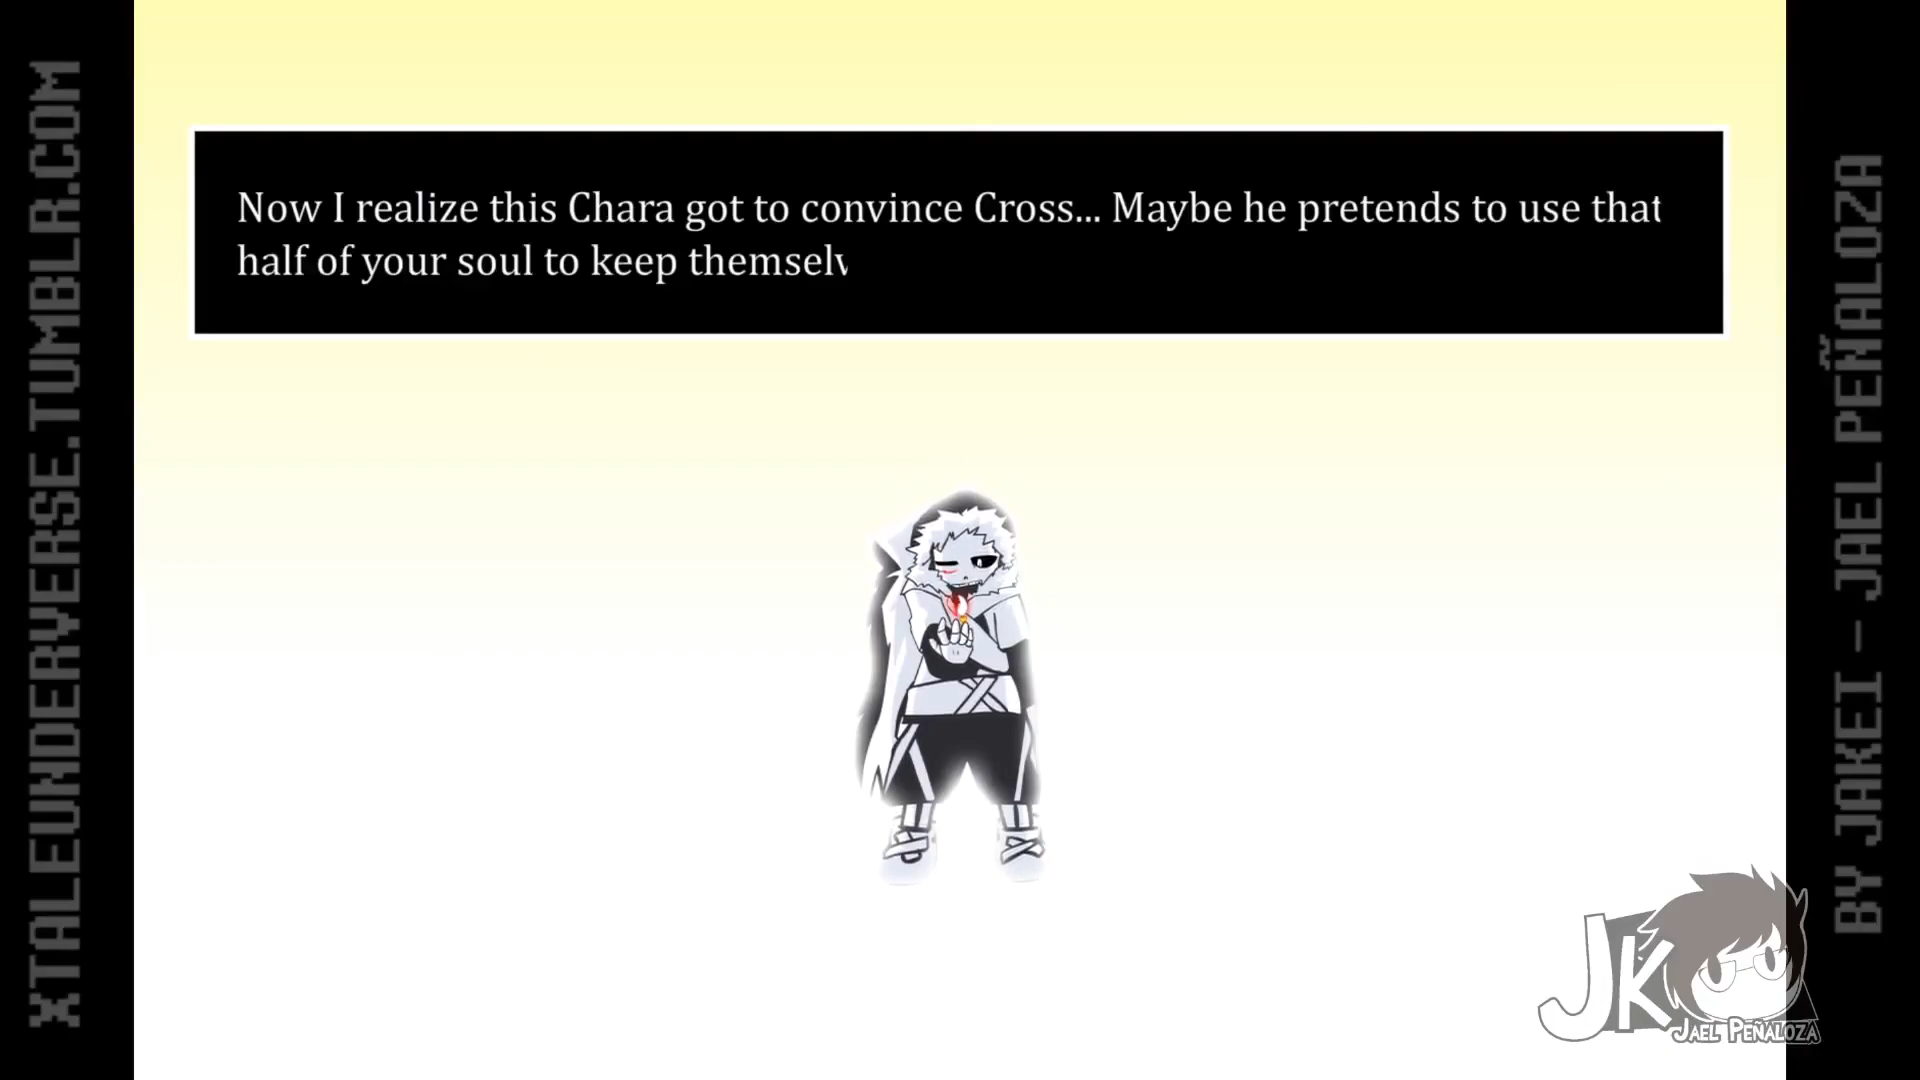 XTALEUNDERVERSE.TUMBLR.COM
Now I realize this Chara got to convince Cross... Maybe he pretends to use that
half of your soul to keep themselv
BY JAKEI - JAEL PEÑALOZA
JK
JAEL PEÑALOZA